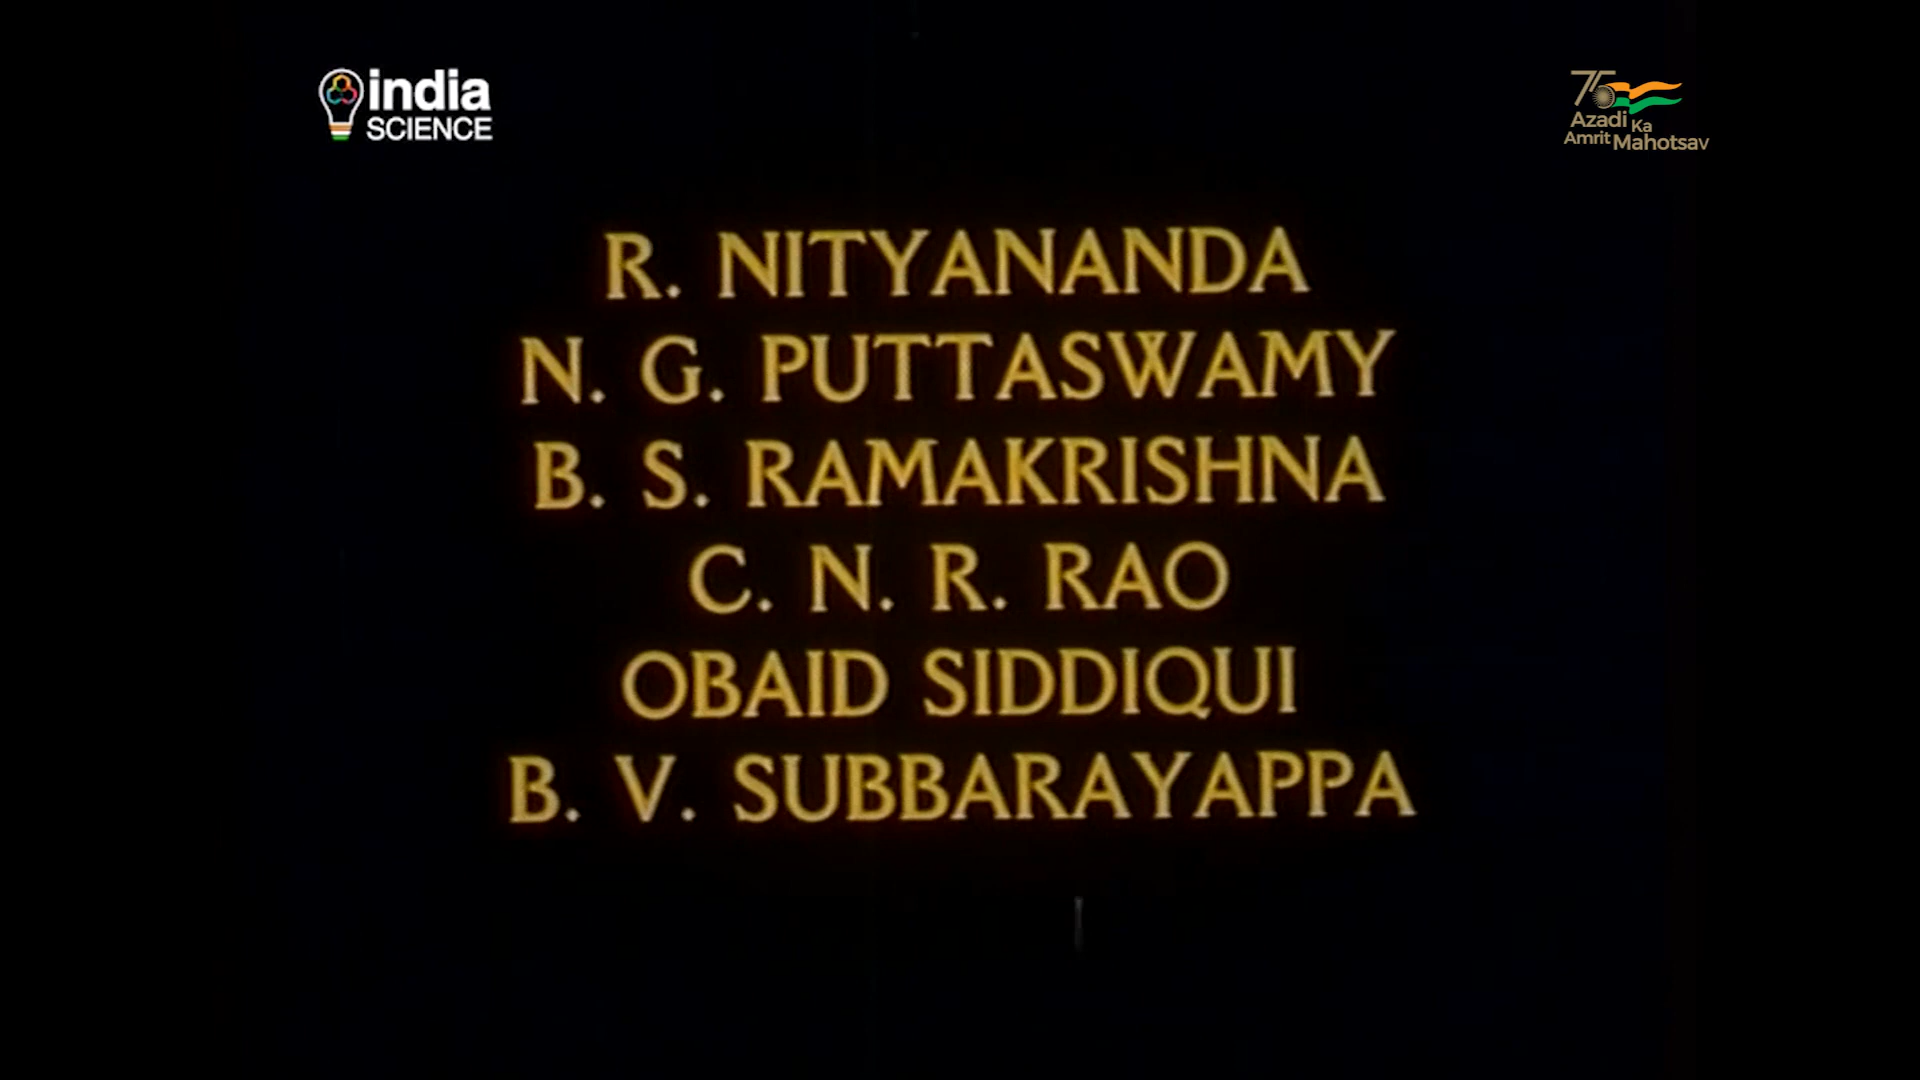 india
SCIENCE
75
Azadi Ka
Amrit Mahotsav
R. NITYANANDA
N. G. PUTTASWAMY
B. S. RAMAKRISHNA
C. N. R. RAO
OBAID SIDDIQUI
B. V. SUBBARAYAPPA